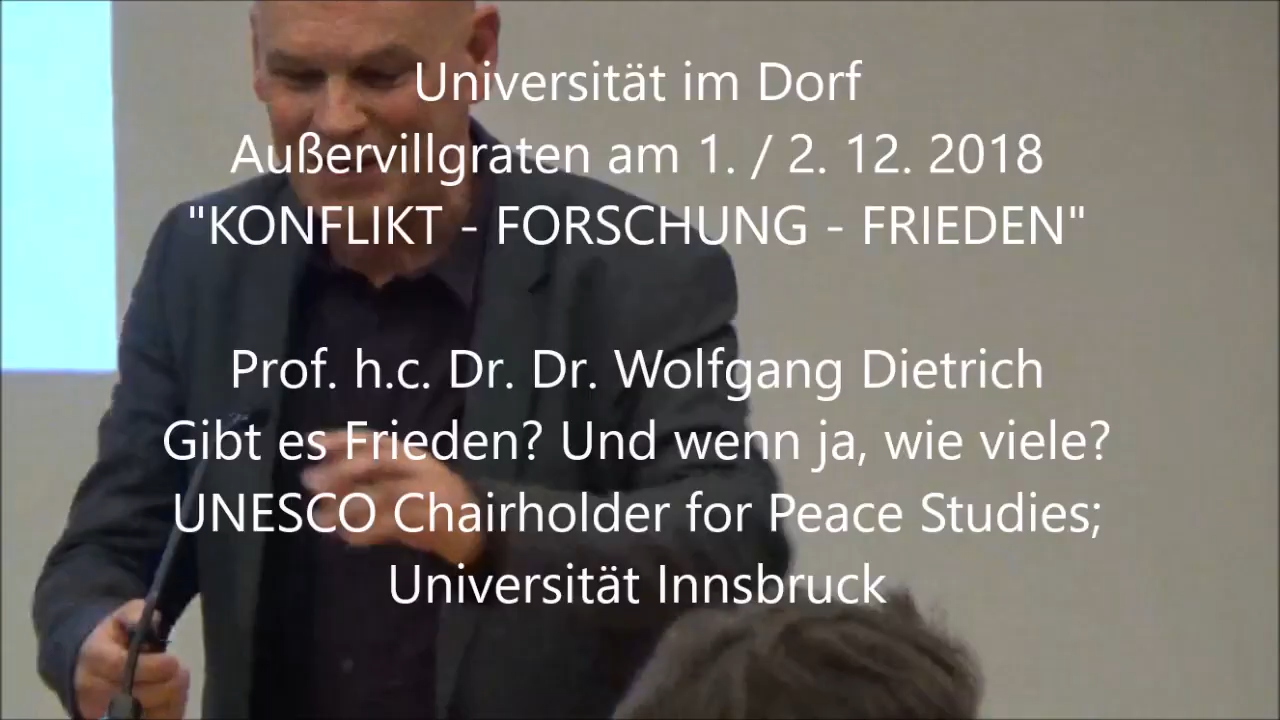 Universität im Dorf
Außervillgraten am 1. / 2. 12. 2018
"KONFLIKT - FORSCHUNG - FRIEDEN"
Prof. h.c. Dr. Dr. Wolfgang Dietrich
Gibt es Frieden? Und wenn ja, wie viele?
UNESCO Chairholder for Peace Studies;
Universität Innsbruck